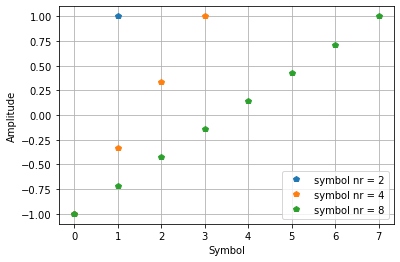 1.00
0.75
0.50
0.25
0.00
−0.25
−0.50
−0.75
−1.00
Amplitude
symbol nr = 2
symbol nr = 4
symbol nr = 8
0 1 2 3 4 5 6 7
Symbol